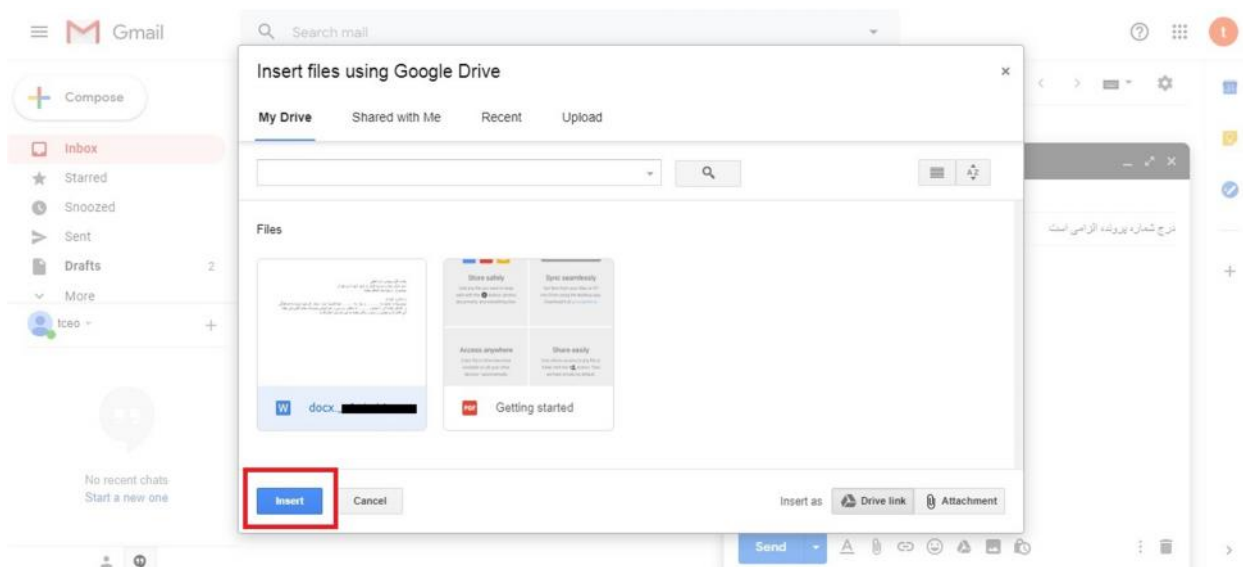 Gmail
Search mail
Compose
Inbox
Starred
Snoozed
Sent
Drafts 2
More
tceo
No recent chats
Start a new one
Insert files using Google Drive
My Drive Shared with Me Recent Upload
Files
Store safely Sync seamlessly
Access anywhere Share easily
W docx.
PDF Getting started
Insert Cancel Insert as Drive link Attachment
درج شماره پرونده الزامی است
Send
t